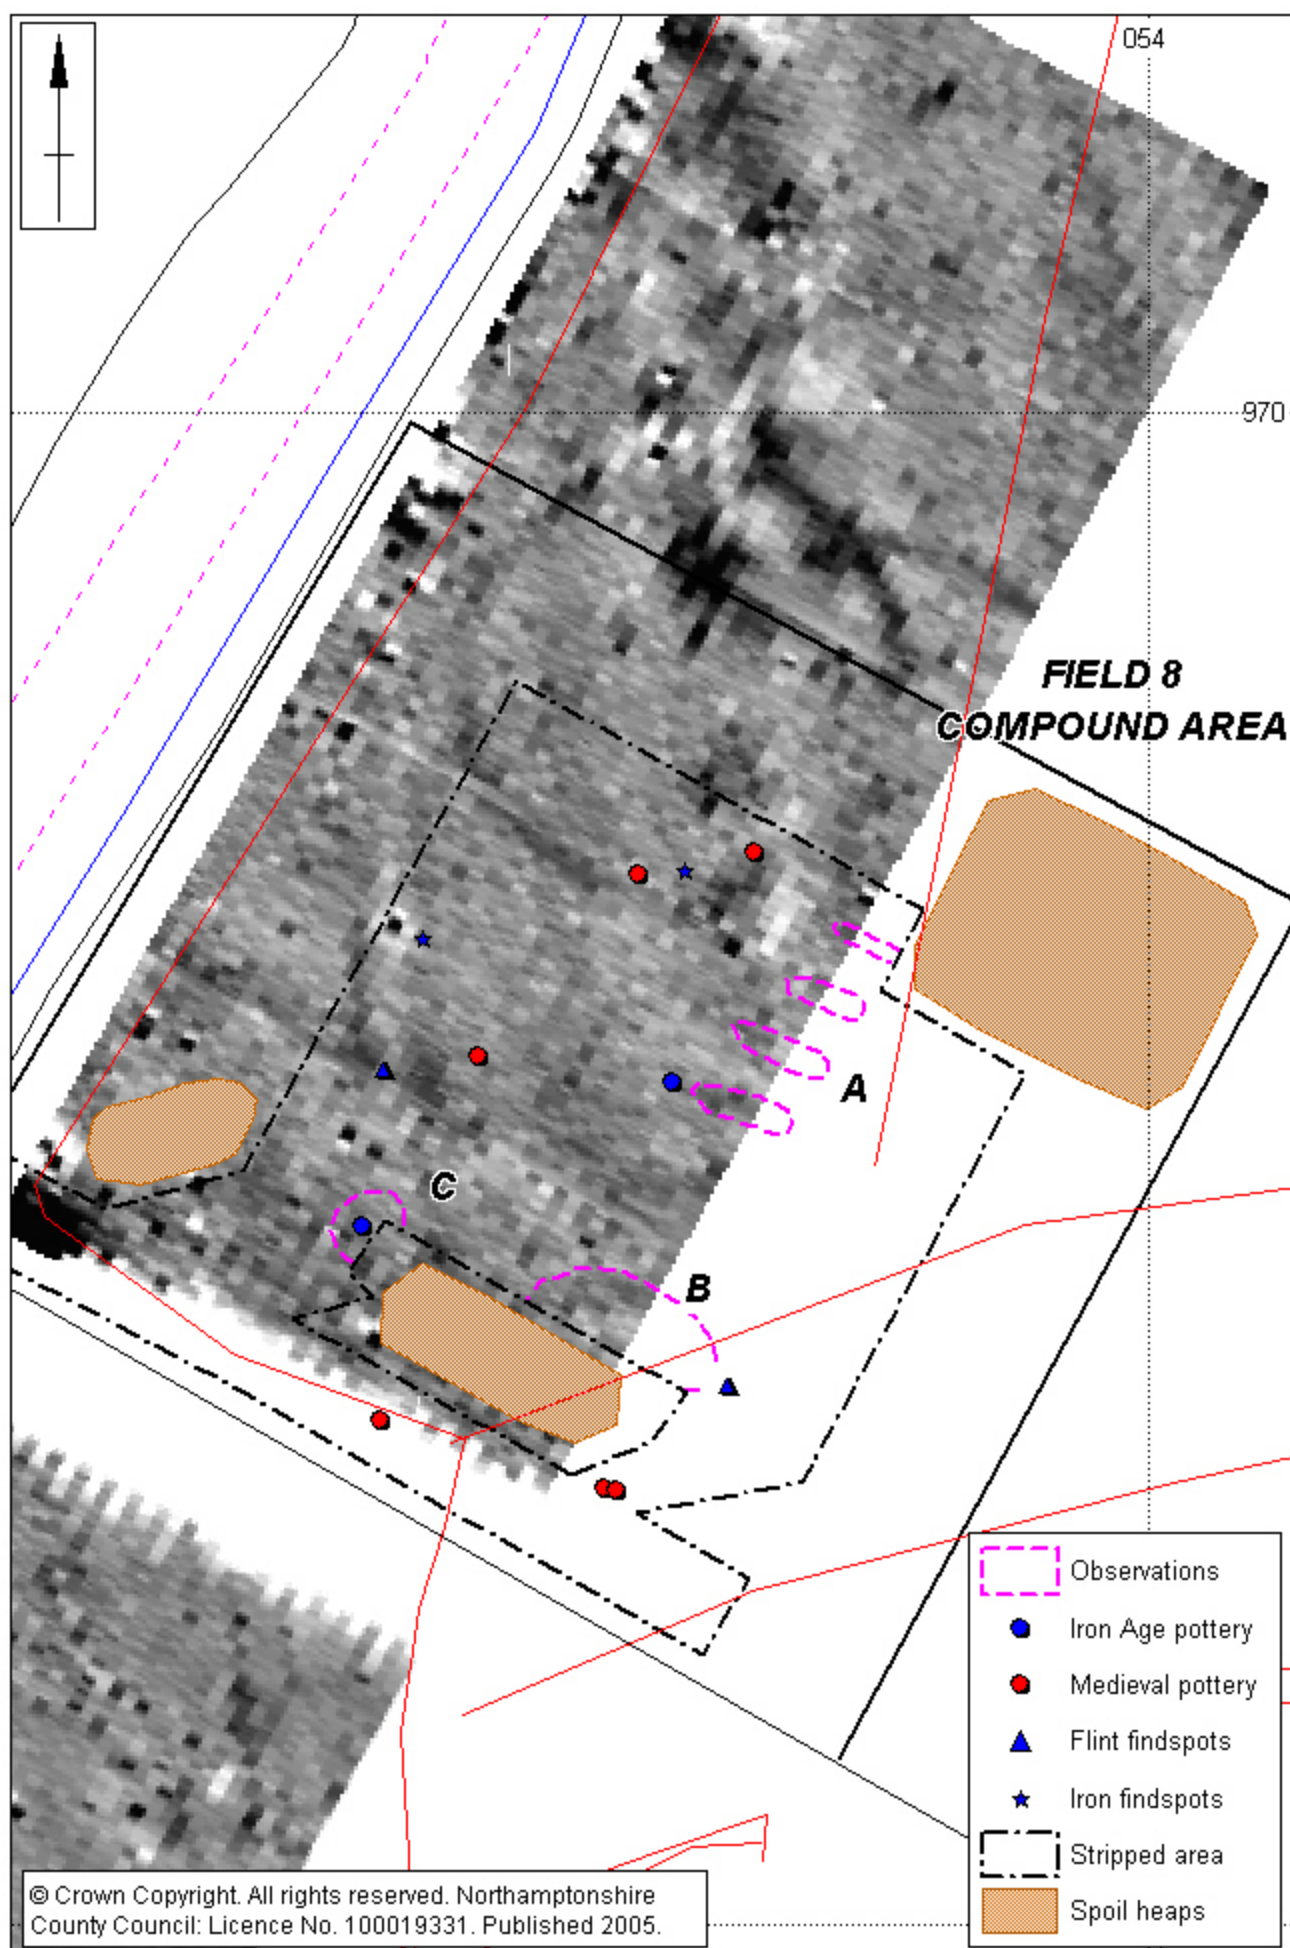 054
970
FIELD 8
COMPOUND AREA
A
C
B
Observations
Iron Age pottery
Medieval pottery
Flint findspots
Iron findspots
Stripped area
Spoil heaps
© Crown Copyright. All rights reserved. Northamptonshire
County Council: Licence No. 100019331. Published 2005.